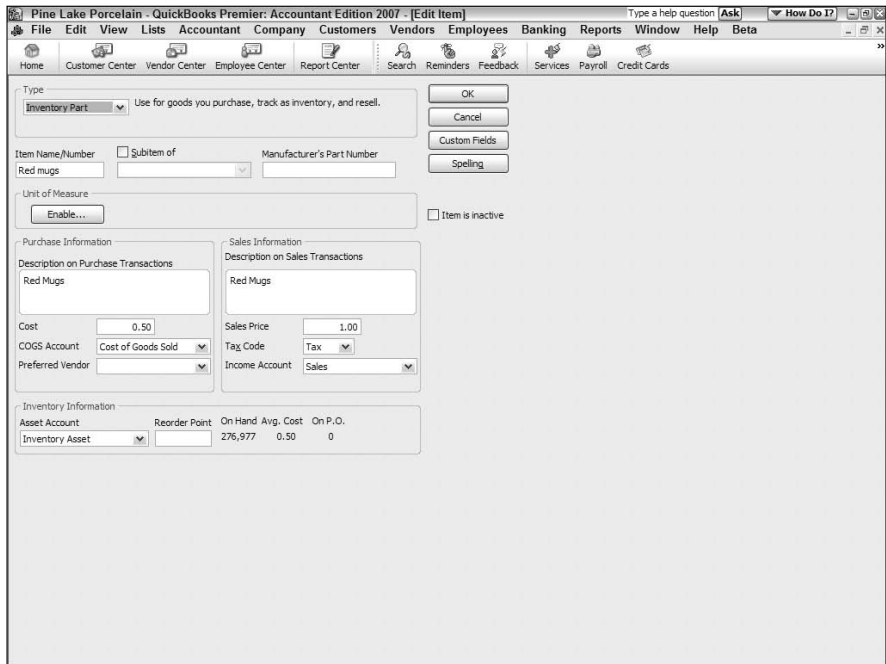 Pine Lake Porcelain - QuickBooks Premier: Accountant Edition 2007 - [Edit Item]
Type a help question Ask
How Do I?
File Edit View Lists Accountant Company Customers Vendors Employees Banking Reports Window Help Beta
Home Customer Center Vendor Center Employee Center Report Center Search Reminders Feedback Services Payroll Credit Cards
Type
Inventory Part Use for goods you purchase, track as inventory, and resell.
OK
Cancel
Custom Fields
Spelling
Item Name/Number Subitem of Manufacturer's Part Number
Red mugs
Unit of Measure
Enable...
Item is inactive
Purchase Information
Description on Purchase Transactions
Red Mugs
Cost 0.50
COGS Account Cost of Goods Sold
Preferred Vendor
Sales Information
Description on Sales Transactions
Red Mugs
Sales Price 1.00
Tax Code Tax
Income Account Sales
Inventory Information
Asset Account Reorder Point On Hand Avg. Cost On P.O.
Inventory Asset 276,977 0.50 0